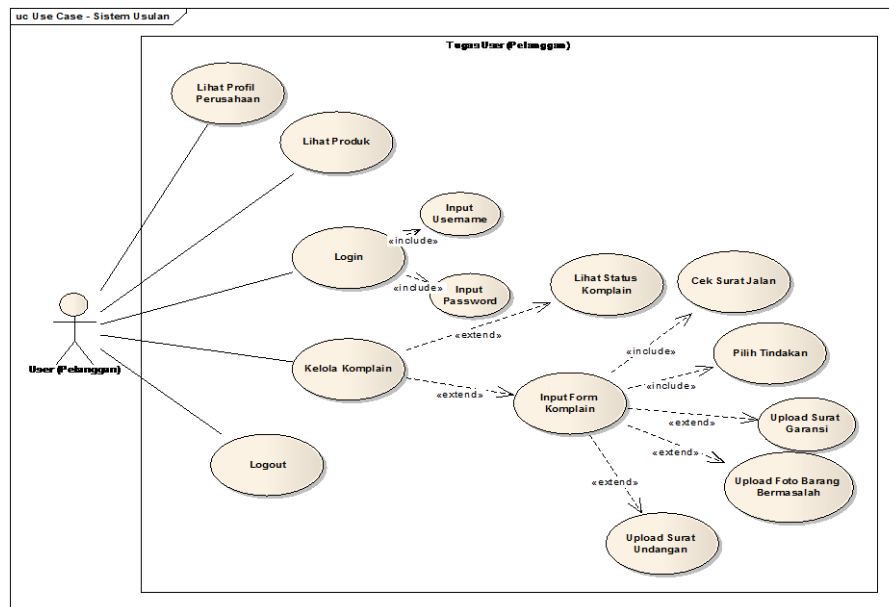 uc Use Case - Sistem Usulan
Tugas User (Pelanggan)
Lihat Profil
Perusahaan
Lihat Produk
Input
Username
«include»
Login
«include»
Input
Password
Lihat Status
Komplain
Cek Surat Jalan
«extend»
«include»
Pilih Tindakan
User (Pelanggan)
Kelola Komplain
«extend»
Input Form
Komplain
«include»
«extend»
Upload Surat
Garansi
«extend»
Logout
«extend»
Upload Foto Barang
Bermasalah
Upload Surat
Undangan